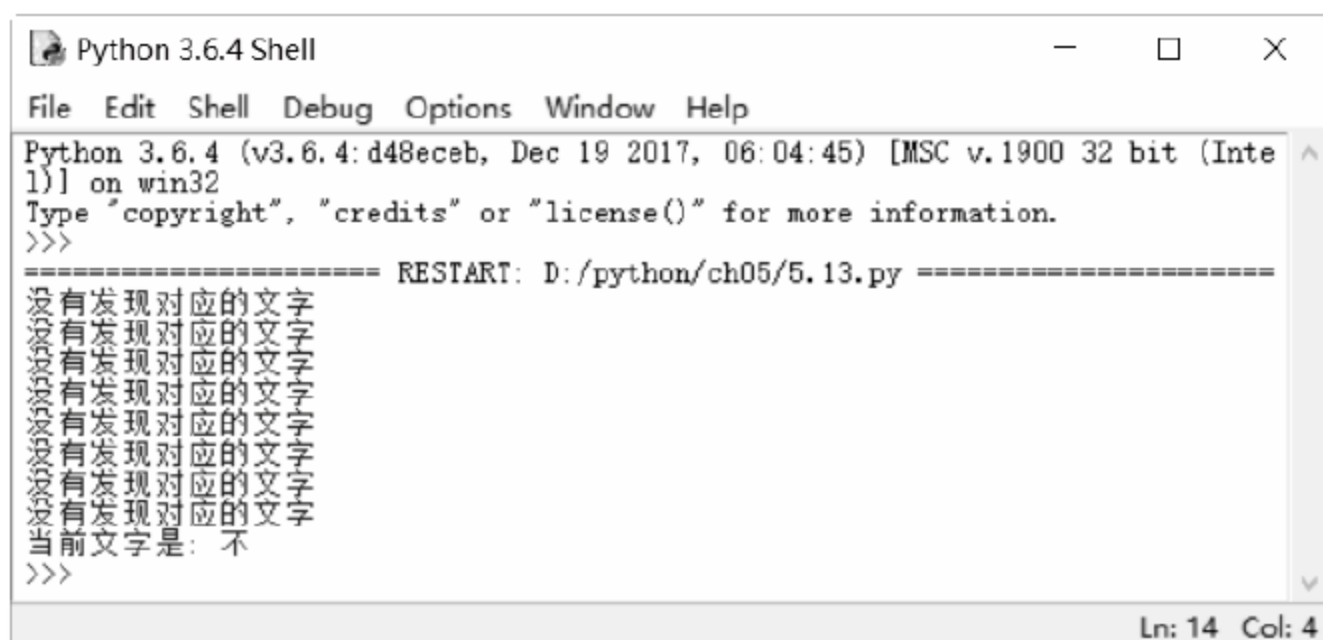 Python 3.6.4 Shell
File Edit Shell Debug Options Window Help
Python 3.6.4 (v3.6.4:d48eceb, Dec 19 2017, 06:04:45) [MSC v.1900 32 bit (Inte
l)] on win32
Type "copyright", "credits" or "license()" for more information.
>>>
====================== RESTART: D:/python/ch05/5.13.py ======================
没有发现对应的文字
没有发现对应的文字
没有发现对应的文字
没有发现对应的文字
没有发现对应的文字
没有发现对应的文字
没有发现对应的文字
没有发现对应的文字
当前文字是: 不
>>>
Ln: 14 Col: 4